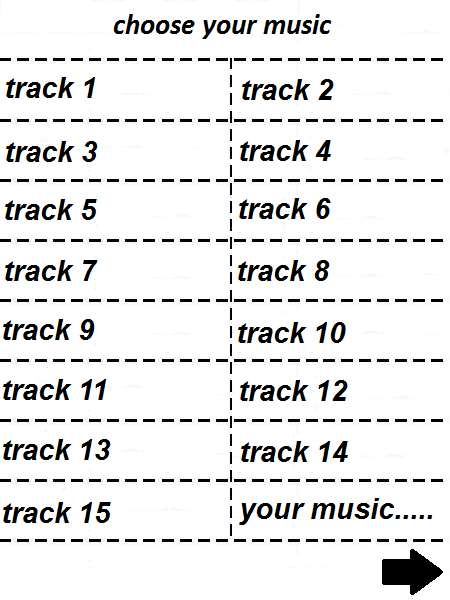 choose your music
track 1
track 2
track 3
track 4
track 5
track 6
track 7
track 8
track 9
track 10
track 11
track 12
track 13
track 14
track 15
your music.....